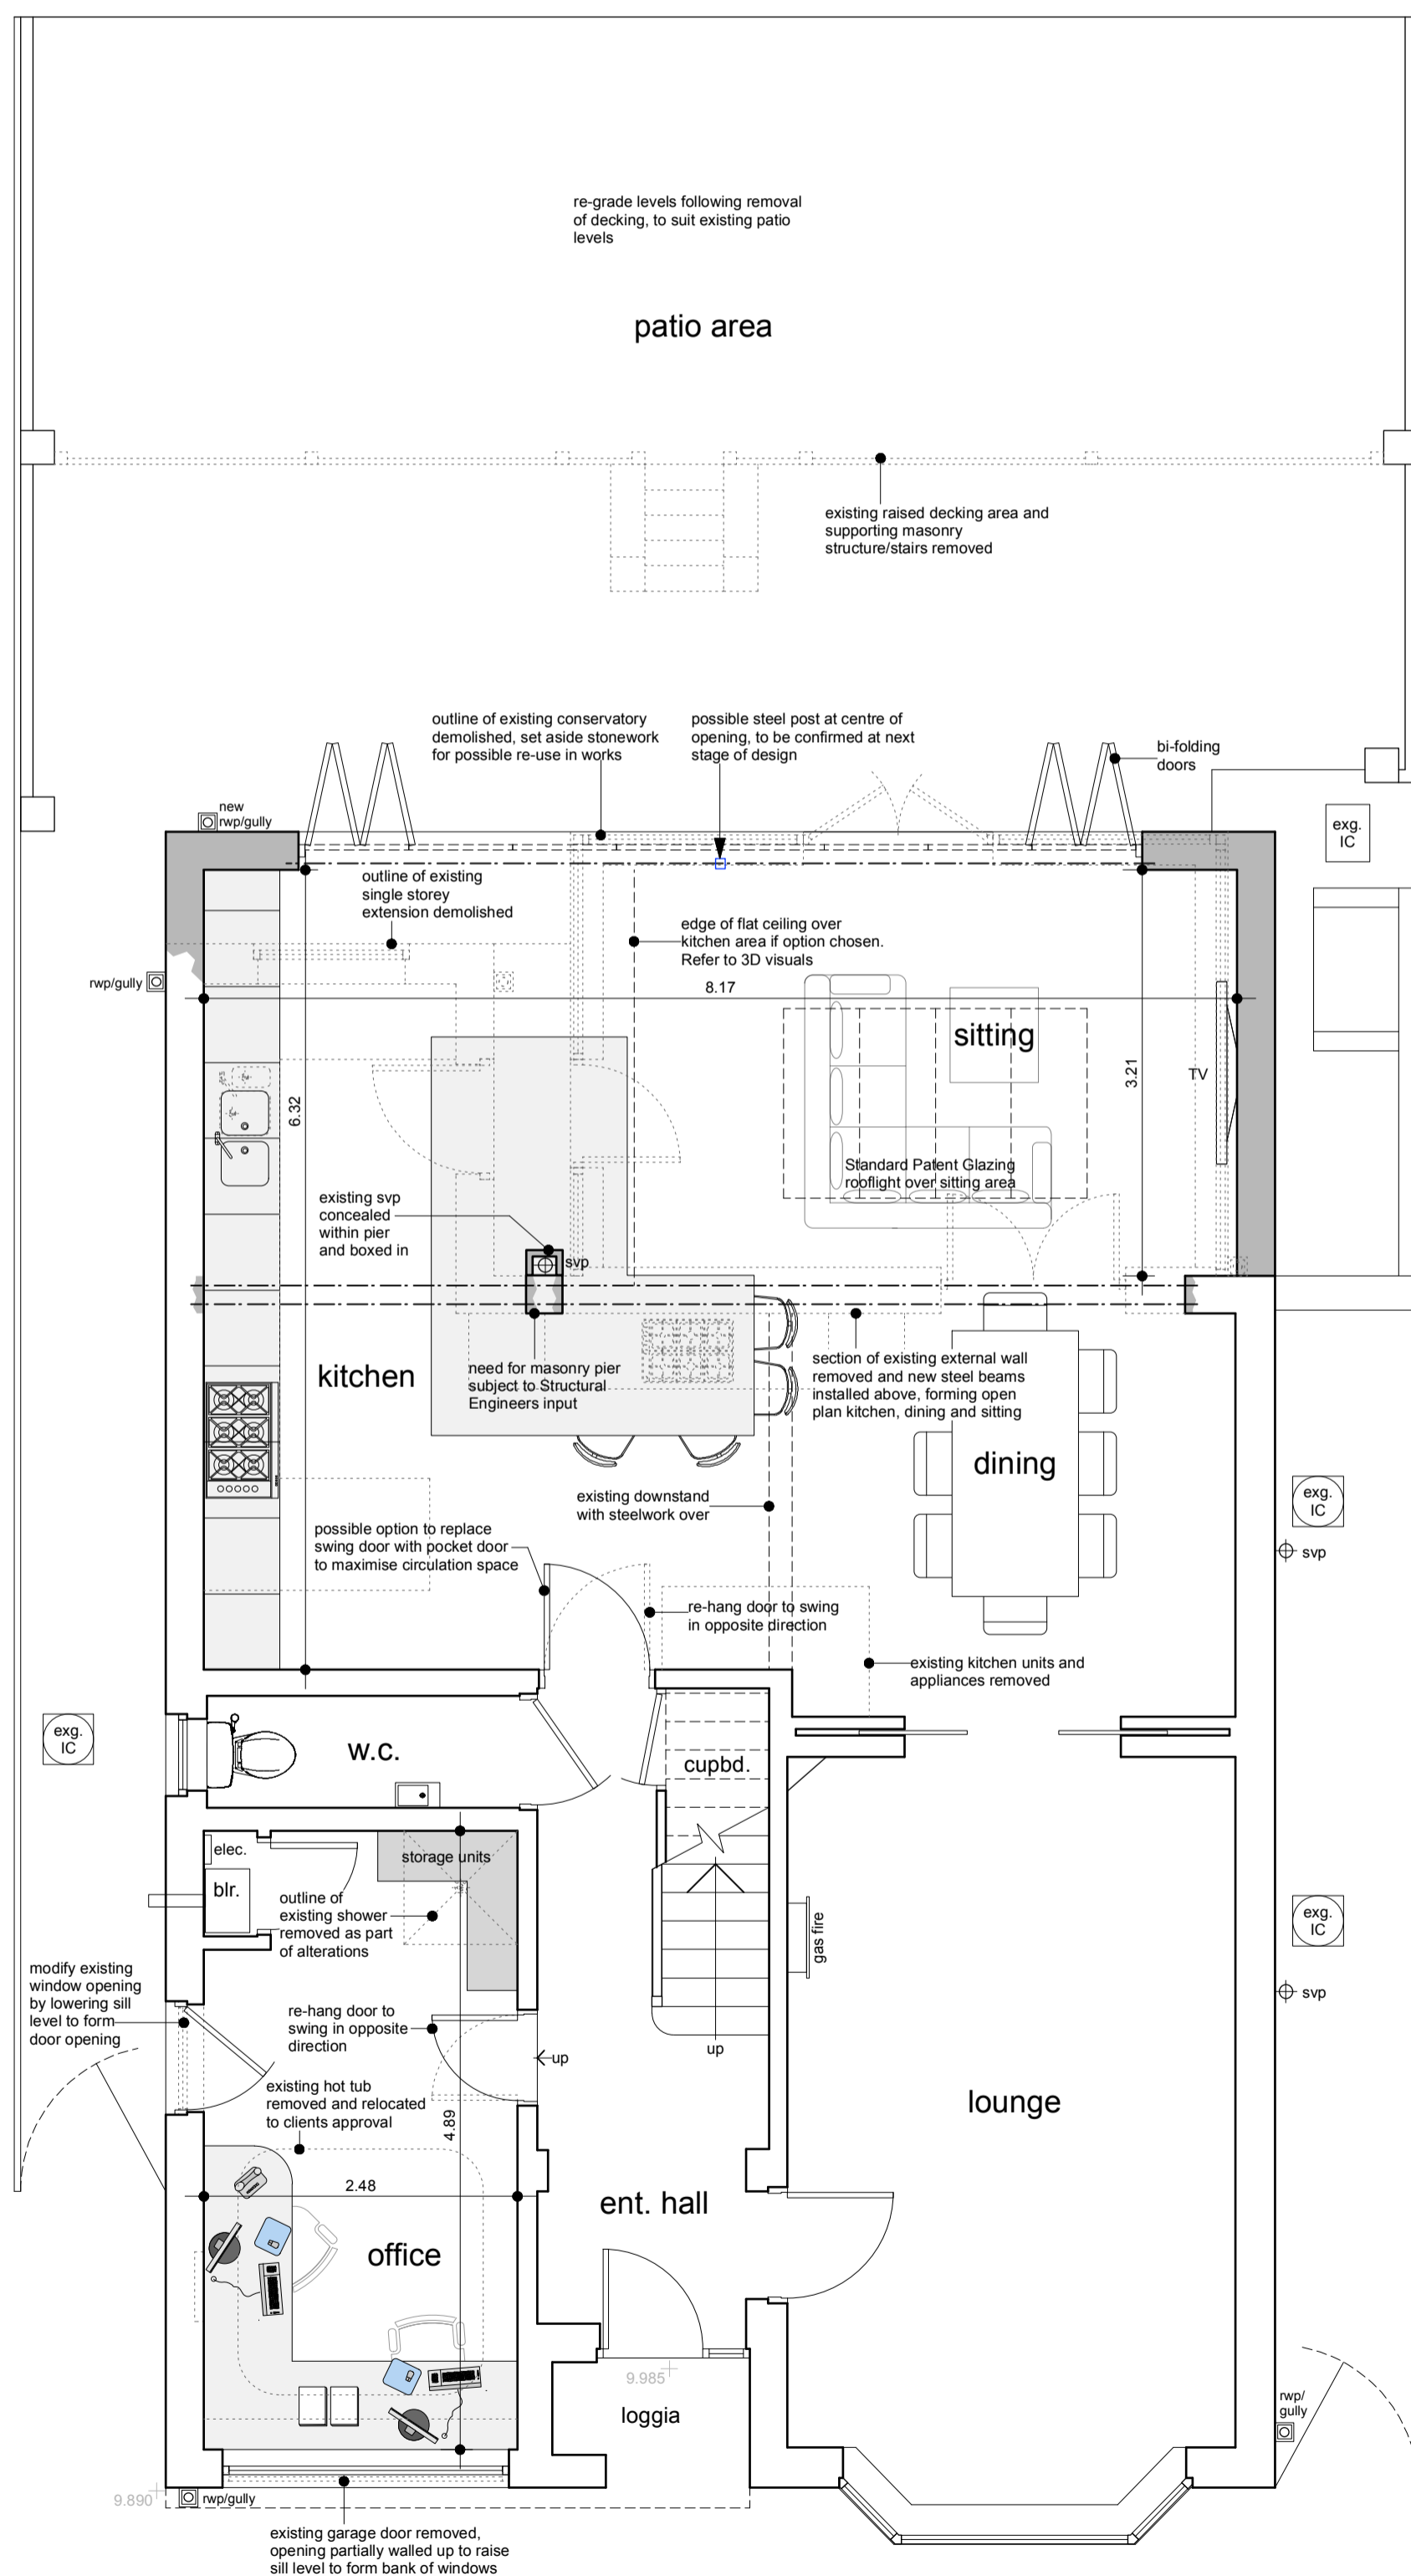 re-grade levels following removal
of decking, to suit existing patio
levels
patio area
existing raised decking area and
supporting masonry
structure/stairs removed
outline of existing conservatory
demolished, set aside stonework
for possible re-use in works
possible steel post at centre of
opening, to be confirmed at next
stage of design
bi-folding
doors
new
rwp/gully
exg.
IC
outline of existing
single storey
extension demolished
edge of flat ceiling over
kitchen area if option chosen.
Refer to 3D visuals
rwp/gully
8.17
sitting
6.32
3.21
TV
Standard Patent Glazing
rooflight over sitting area
existing svp
concealed
within pier
and boxed in
svp
kitchen
need for masonry pier
subject to Structural
Engineers input
section of existing external wall
removed and new steel beams
installed above, forming open
plan kitchen, dining and sitting
dining
existing downstand
with steelwork over
exg.
IC
svp
possible option to replace
swing door with pocket door
to maximise circulation space
re-hang door to swing
in opposite direction
existing kitchen units and
appliances removed
exg.
IC
w.c.
cupbd.
elec.
blr.
storage units
outline of
existing shower
removed as part
of alterations
gas fire
exg.
IC
svp
modify existing
window opening
by lowering sill
level to form
door opening
re-hang door to
swing in opposite
direction
up
up
existing hot tub
removed and relocated
to clients approval
4.89
2.48
lounge
ent. hall
office
9.985
loggia
rwp/
gully
9.890
rwp/gully
existing garage door removed,
opening partially walled up to raise
sill level to form bank of windows